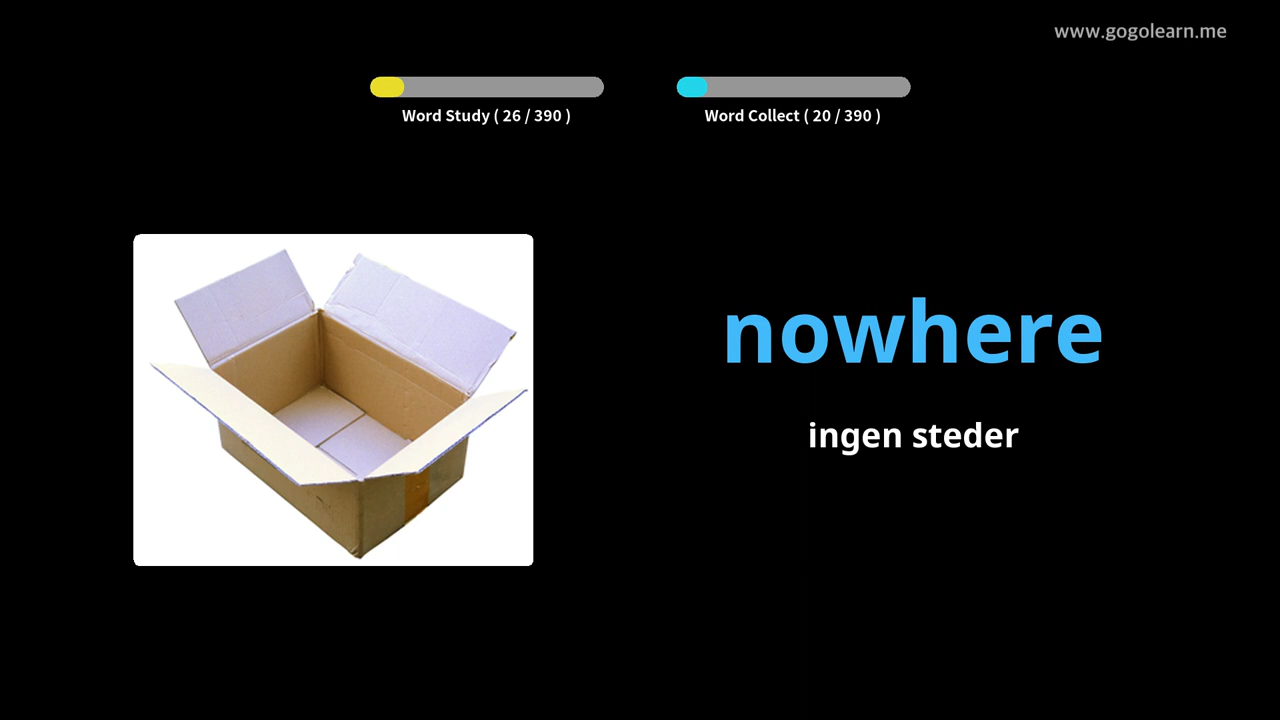 www.gogolearn.me
Word Study ( 26 / 390 )
Word Collect ( 20 / 390 )
nowhere
ingen steder